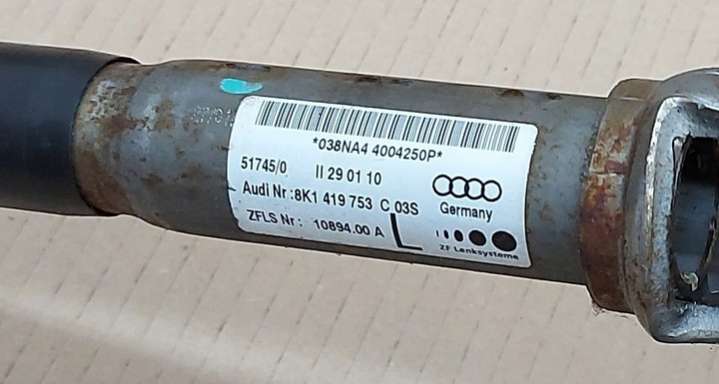 *038NA4 4004250P*
51745/0 II 29 01 10
Audi Nr :8K1 419 753 C 03S
Germany
ZFLS Nr : 10894.00 A L
ZF Lenksysteme